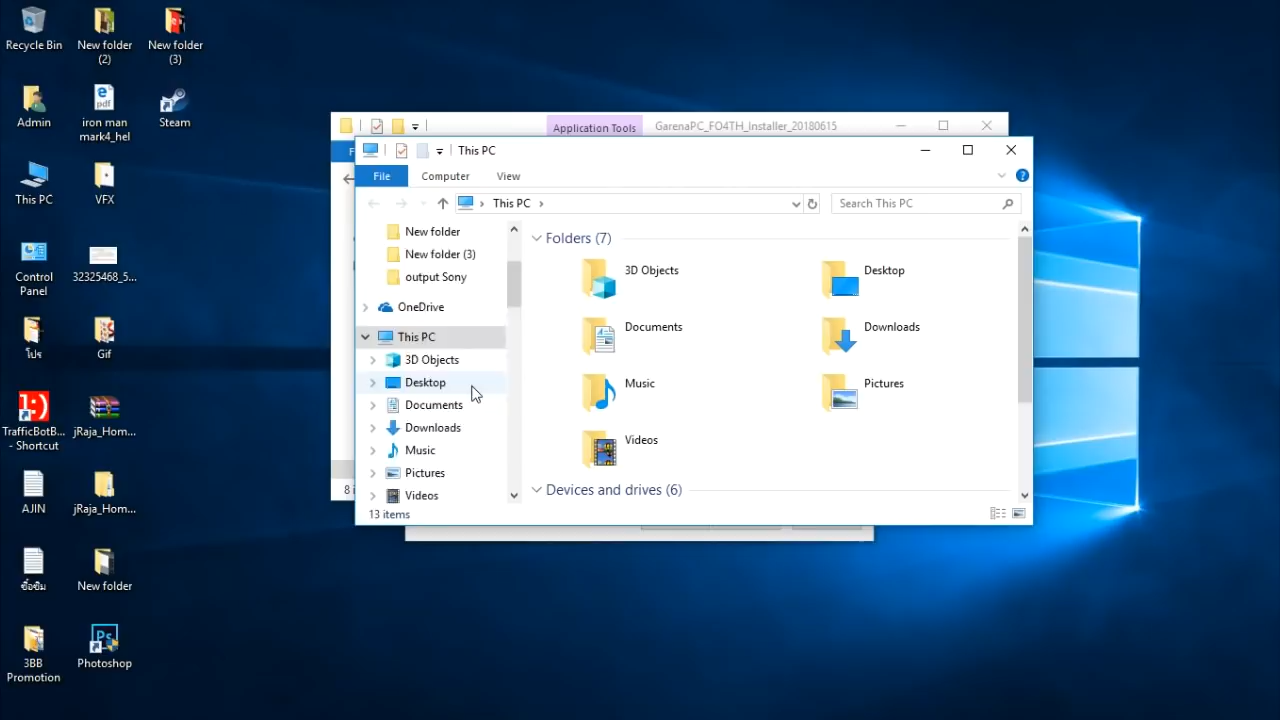 Recycle Bin
New folder
(2)
New folder
(3)
Admin
iron man
mark4_hel
Steam
This PC
VFX
Control
Panel
32325468_5...
โปร
Gif
TrafficBotB...
- Shortcut
jRaja_Hom...
AJIN
jRaja_Hom...
ชื่อซิม
New folder
3BB
Promotion
Photoshop
Application Tools
GarenaPC_FO4TH_Installer_20180615
This PC
File
Computer
View
This PC
Search This PC
New folder
New folder (3)
output Sony
OneDrive
This PC
3D Objects
Desktop
Documents
Downloads
Music
Pictures
Videos
Folders (7)
3D Objects
Desktop
Documents
Downloads
Music
Pictures
Videos
Devices and drives (6)
13 items